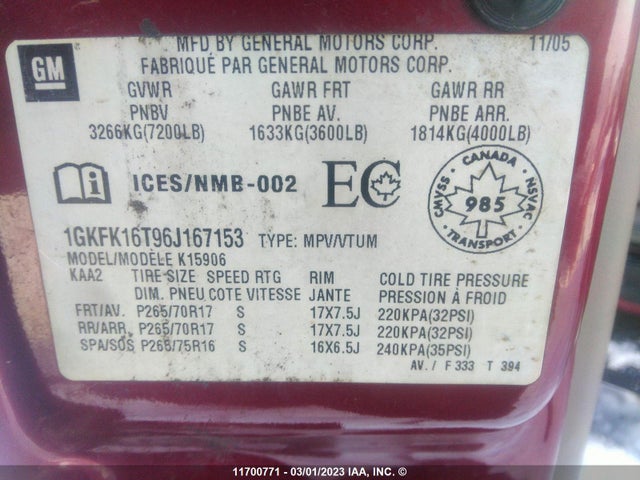 GM
MFD BY GENERAL MOTORS CORP. 11/05
FABRIQUÉ PAR GENERAL MOTORS CORP.
GVWR GAWR FRT GAWR RR
PNBV PNBE AV. PNBE ARR.
3266KG(7200LB) 1633KG(3600LB) 1814KG(4000LB)
i ICES/NMB-002 EC CMVSS • CANADA • NSVAC 985 TRANSPORT
1GKFK16T96J167153 TYPE: MPV/VTUM
MODEL/MODÈLE K15906
KAA2 TIRE SIZE SPEED RTG RIM COLD TIRE PRESSURE
DIM. PNEU COTE VITESSE JANTE PRESSION À FROID
FRT/AV. P265/70R17 S 17X7.5J 220KPA(32PSI)
RR/ARR. P265/70R17 S 17X7.5J 220KPA(32PSI)
SPA/SOS P265/75R16 S 16X6.5J 240KPA(35PSI)
AV. / F 333 T 394
11700771 - 03/01/2023 IAA, INC. ©